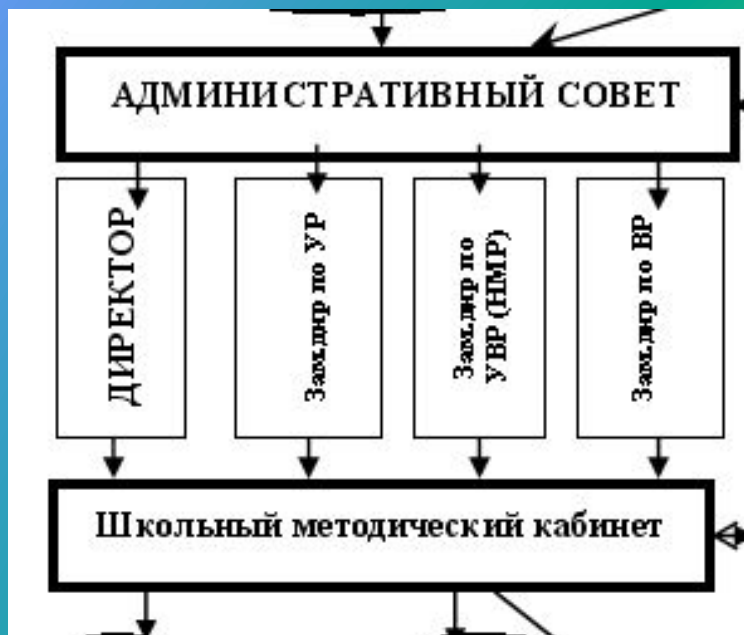 АДМИНИСТРАТИВНЫЙ СОВЕТ
ДИРЕКТОР
Зам.дир по УР
Зам.дир по
УВР (НМР)
Зам.дир по ВР
Школьный методический кабинет